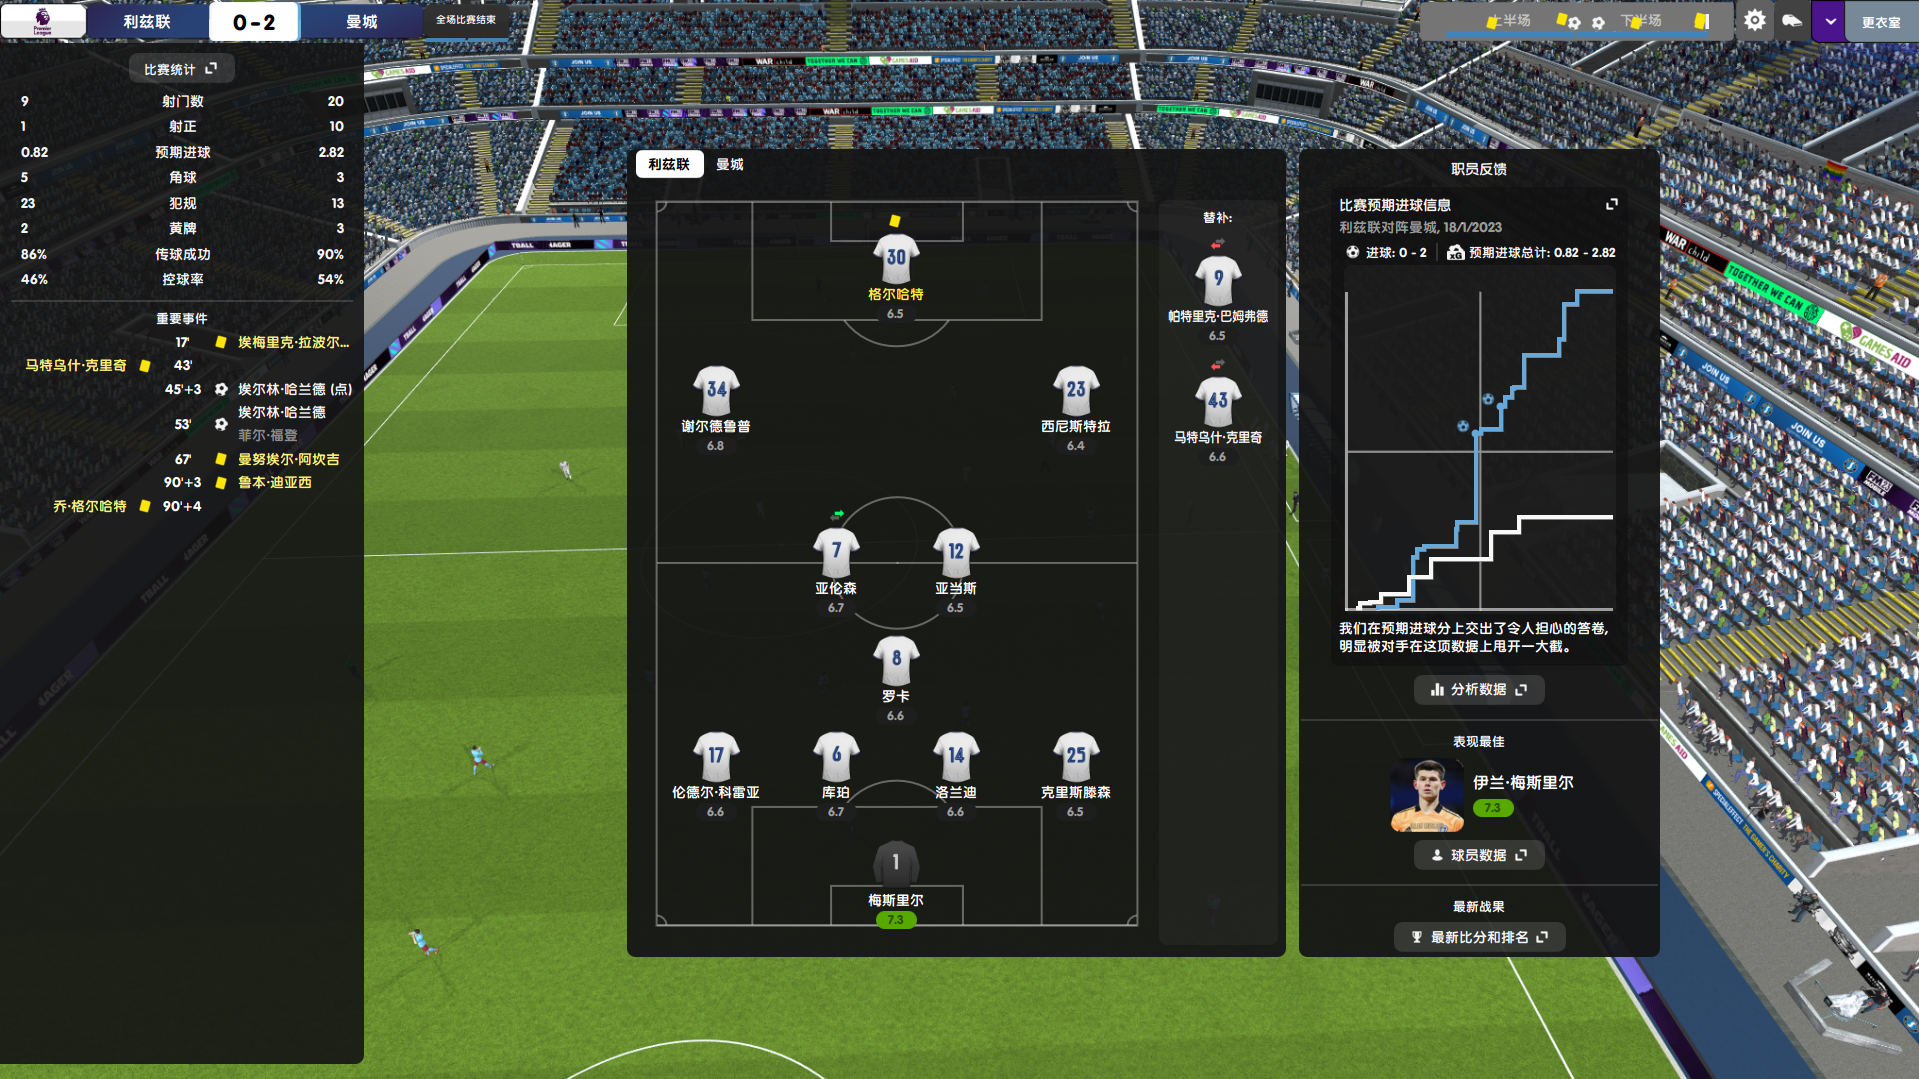 Premier League
利兹联
0 - 2
曼城
全场比赛结束
上半场
下半场
更衣室
比赛统计
9 射门数 20
1 射正 10
0.82 预期进球 2.82
5 角球 3
23 犯规 13
2 黄牌 3
86% 传球成功 90%
46% 控球率 54%
重要事件
17' 埃梅里克·拉波尔...
马特乌什·克里奇 43'
45'+3 埃尔林·哈兰德 (点)
53' 埃尔林·哈兰德
菲尔·福登
67' 曼努埃尔·阿坎吉
90'+3 鲁本·迪亚西
乔·格尔哈特 90'+4
利兹联 曼城
30
格尔哈特
6.5
34
谢尔德鲁普
6.8
23
西尼斯特拉
6.4
7
亚伦森
6.7
12
亚当斯
6.5
8
罗卡
6.6
17
伦德尔·科雷亚
6.6
6
库珀
6.7
14
洛兰迪
6.6
25
克里斯滕森
6.5
1
梅斯里尔
7.3
替补:
9
帕特里克·巴姆弗德
6.5
43
马特乌什·克里奇
6.6
职员反馈
比赛预期进球信息
利兹联对阵曼城, 18/1/2023
进球: 0 - 2
xG 预期进球总计: 0.82 - 2.82
我们在预期进球分上交出了令人担心的答卷,
明显被对手在这项数据上甩开一大截。
分析数据
表现最佳
伊兰·梅斯里尔
7.3
球员数据
最新战果
最新比分和排名
JOIN US
WAR child
TOGETHER WE CAN
GAMES AID
SPECIALEFFECT THE GAMER'S CHARITY